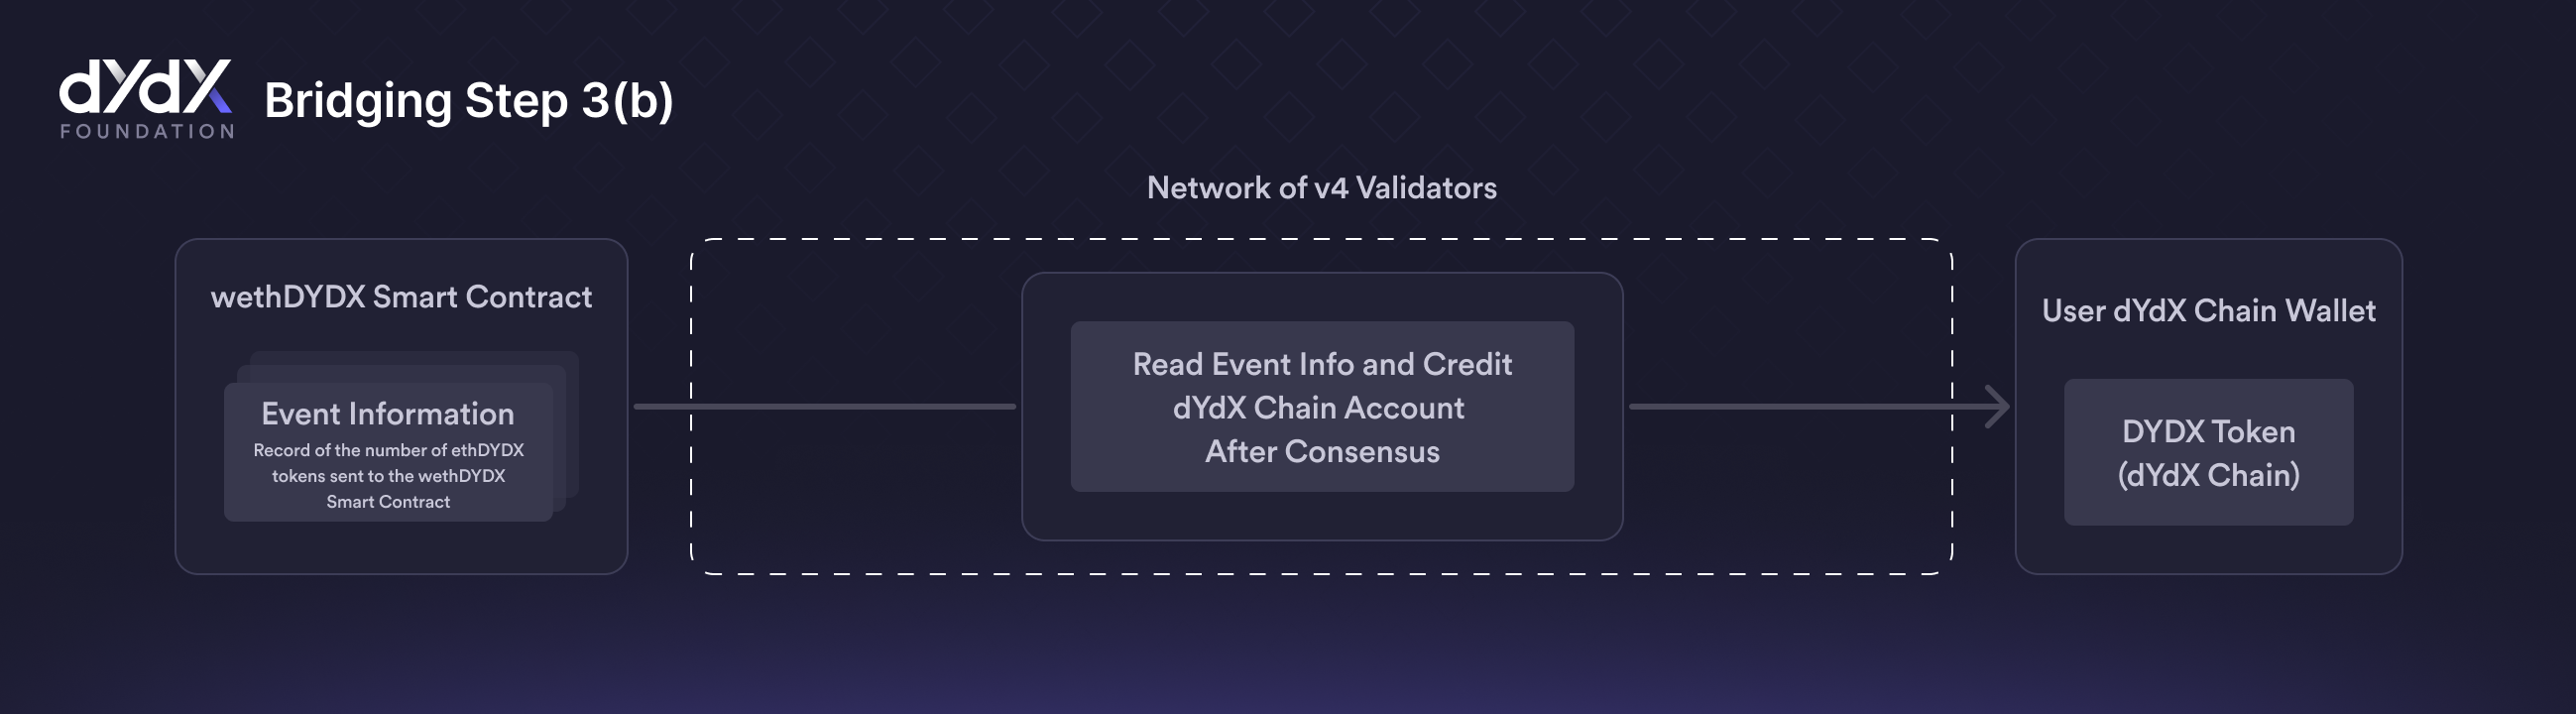 dYdX
FOUNDATION
Bridging Step 3(b)
Network of v4 Validators
wethDYDX Smart Contract
Event Information
Record of the number of ethDYDX
tokens sent to the wethDYDX
Smart Contract
Read Event Info and Credit
dYdX Chain Account
After Consensus
User dYdX Chain Wallet
DYDX Token
(dYdX Chain)